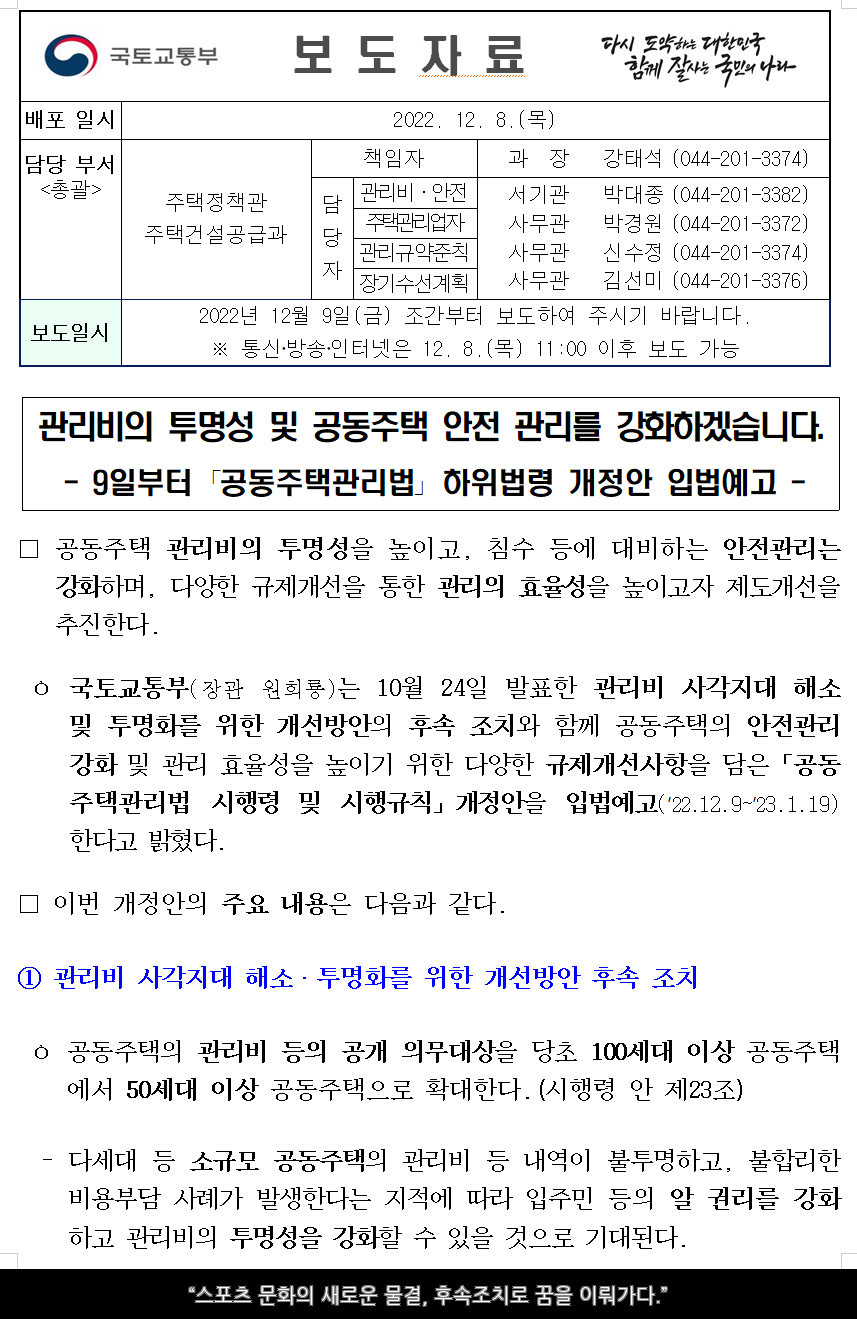 국토교통부
보 도 자 료
다시 도약하는 대한민국
함께 잘사는 국민의 나라
배포 일시
2022. 12. 8.(목)
담당 부서
<총괄>
주택정책관
주택건설공급과
책임자
과 장 강태석 (044-201-3374)
담당자
관리비·안전
서기관 박대종 (044-201-3382)
주택관리업자
사무관 박경원 (044-201-3372)
관리규약준칙
사무관 신수정 (044-201-3374)
장기수선계획
사무관 김선미 (044-201-3376)
보도일시
2022년 12월 9일(금) 조간부터 보도하여 주시기 바랍니다.
※ 통신·방송·인터넷은 12. 8.(목) 11:00 이후 보도 가능
관리비의 투명성 및 공동주택 안전 관리를 강화하겠습니다.
- 9일부터 「공동주택관리법」 하위법령 개정안 입법예고 -
□ 공동주택 관리비의 투명성을 높이고, 침수 등에 대비하는 안전관리는
강화하며, 다양한 규제개선을 통한 관리의 효율성을 높이고자 제도개선을
추진한다.
ㅇ 국토교통부(장관 원희룡)는 10월 24일 발표한 관리비 사각지대 해소
및 투명화를 위한 개선방안의 후속 조치와 함께 공동주택의 안전관리
강화 및 관리 효율성을 높이기 위한 다양한 규제개선사항을 담은 「공동
주택관리법 시행령 및 시행규칙」 개정안을 입법예고('22.12.9~'23.1.19)
한다고 밝혔다.
□ 이번 개정안의 주요 내용은 다음과 같다.
① 관리비 사각지대 해소·투명화를 위한 개선방안 후속 조치
ㅇ 공동주택의 관리비 등의 공개 의무대상을 당초 100세대 이상 공동주택
에서 50세대 이상 공동주택으로 확대한다.(시행령 안 제23조)
- 다세대 등 소규모 공동주택의 관리비 등 내역이 불투명하고, 불합리한
비용부담 사례가 발생한다는 지적에 따라 입주민 등의 알 권리를 강화
하고 관리비의 투명성을 강화할 수 있을 것으로 기대된다.
“스포츠 문화의 새로운 물결, 후속조치로 꿈을 이뤄가다.”